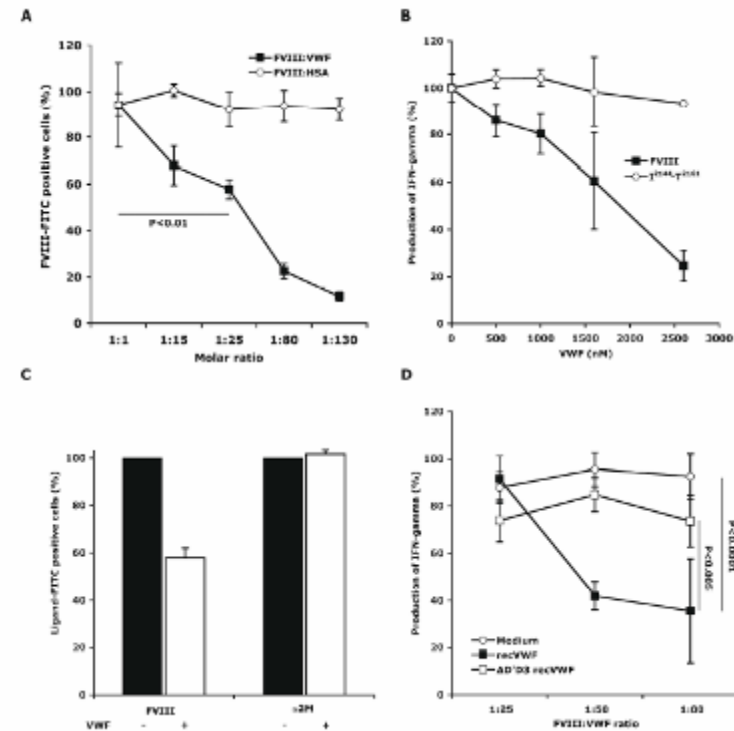 A
120
100
80
60
40
20
0
FVIII-FITC positive cells (%)
FVIII:VWF
FVIII:HSA
P<0.01
1:1 1:15 1:25 1:80 1:130
Molar ratio
B
120
100
80
60
40
20
0
Production of IFN-gamma (%)
FVIII
0 500 1000 1500 2000 2500 3000
VWF (nM)
C
100
80
60
40
20
0
Ligand-FITC positive cells (%)
FVIII
VWF - + - +
D
120
100
80
60
40
20
0
Production of IFN-gamma (%)
Medium
recVWF
ΔD'D3 recVWF
P<0.005
P<0.0001
1:25 1:50
FVIII:VWF ratio